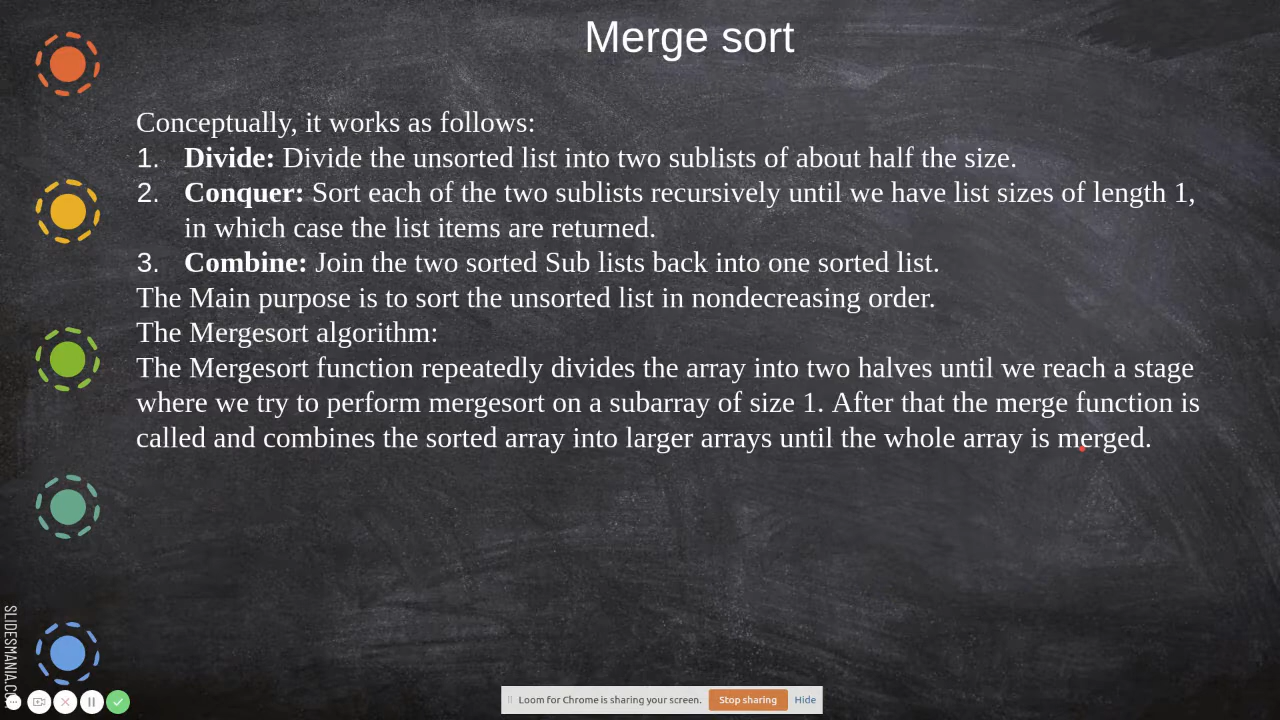 Merge sort
Conceptually, it works as follows:
1. Divide: Divide the unsorted list into two sublists of about half the size.
2. Conquer: Sort each of the two sublists recursively until we have list sizes of length 1,
in which case the list items are returned.
3. Combine: Join the two sorted Sub lists back into one sorted list.
The Main purpose is to sort the unsorted list in nondecreasing order.
The Mergesort algorithm:
The Mergesort function repeatedly divides the array into two halves until we reach a stage
where we try to perform mergesort on a subarray of size 1. After that the merge function is
called and combines the sorted array into larger arrays until the whole array is merged.
Loom for Chrome is sharing your screen. Stop sharing Hide